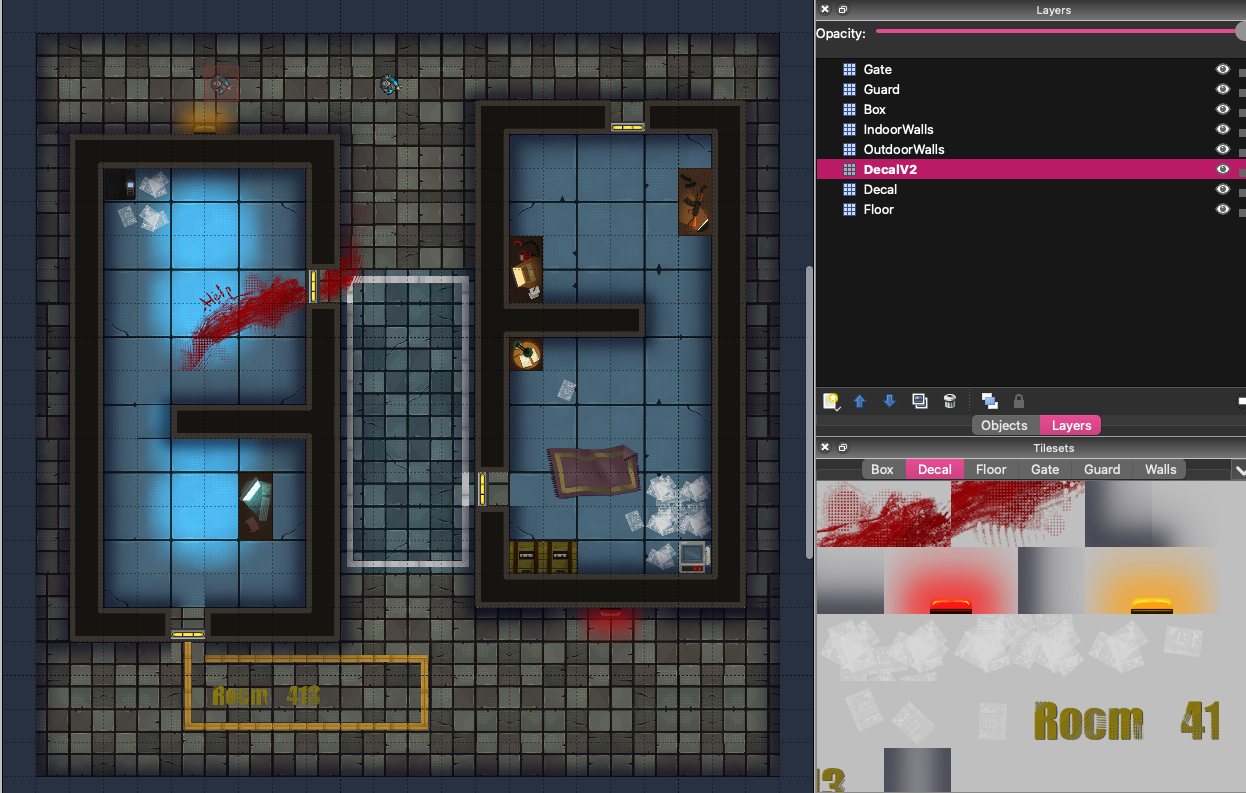 Layers
Opacity:
Gate
Guard
Box
IndoorWalls
OutdoorWalls
DecalV2
Decal
Floor
Objects Layers
Tilesets
Box Decal Floor Gate Guard Walls
Room 41
3
Help
Room 413